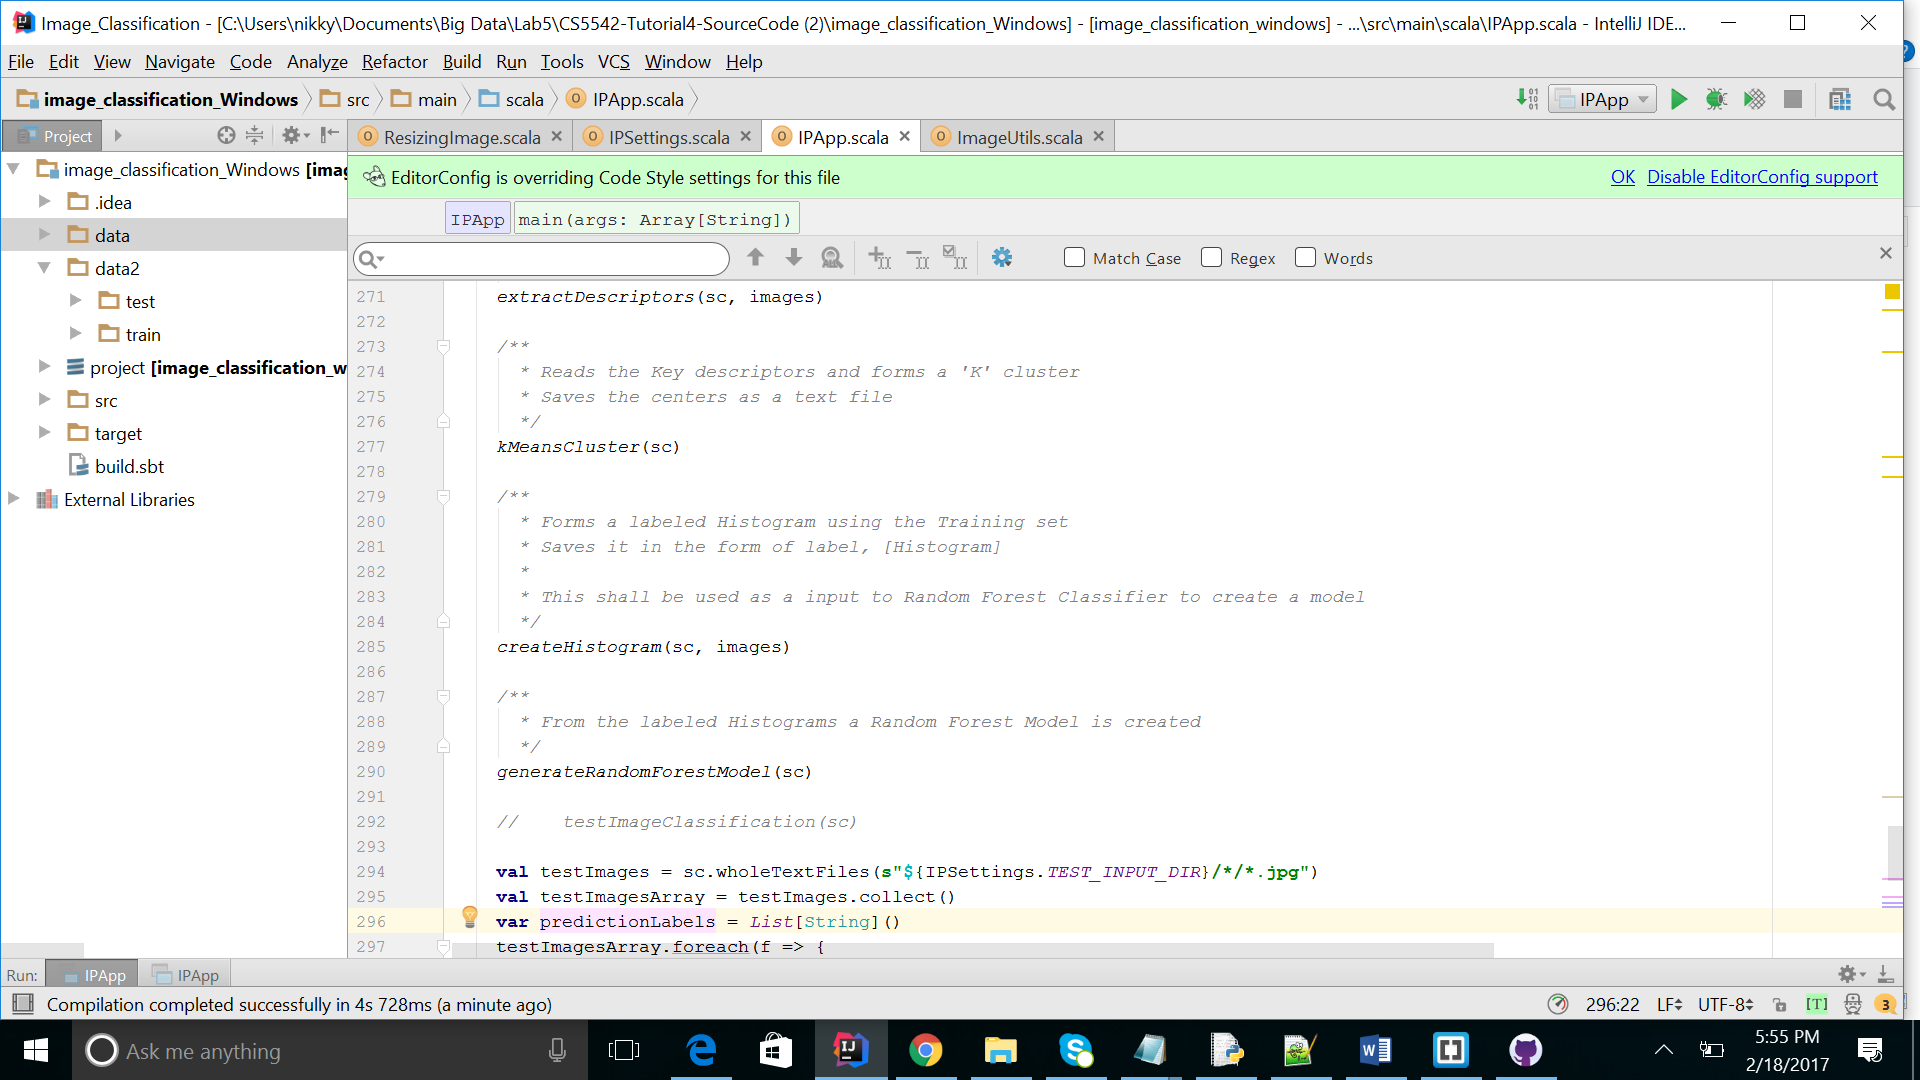 Image_Classification - [C:\Users\nikky\Documents\Big Data\Lab5\CS5542-Tutorial4-SourceCode (2)\image_classification_Windows] - [image_classification_windows] - ...\src\main\scala\IPApp.scala - IntelliJ IDE...
File Edit View Navigate Code Analyze Refactor Build Run Tools VCS Window Help
image_classification_Windows src main scala IPApp.scala IPApp
Project ResizingImage.scala IPSettings.scala IPApp.scala ImageUtils.scala
image_classification_Windows [imag
.idea
data
data2
test
train
project [image_classification_w
src
target
build.sbt
External Libraries
EditorConfig is overriding Code Style settings for this file OK Disable EditorConfig support
IPApp main(args: Array[String])
Match Case Regex Words
271 extractDescriptors(sc, images)
272
273 /**
274 * Reads the Key descriptors and forms a 'K' cluster
275 * Saves the centers as a text file
276 */
277 kMeansCluster(sc)
278
279 /**
280 * Forms a labeled Histogram using the Training set
281 * Saves it in the form of label, [Histogram]
282 *
283 * This shall be used as a input to Random Forest Classifier to create a model
284 */
285 createHistogram(sc, images)
286
287 /**
288 * From the labeled Histograms a Random Forest Model is created
289 */
290 generateRandomForestModel(sc)
291
292 // testImageClassification(sc)
293
294 val testImages = sc.wholeTextFiles(s"${IPSettings.TEST_INPUT_DIR}/*/*.jpg")
295 val testImagesArray = testImages.collect()
296 var predictionLabels = List[String]()
297 testImagesArray.foreach(f => {
Run: IPApp IPApp
Compilation completed successfully in 4s 728ms (a minute ago) 296:22 LF UTF-8 [T] 3
Ask me anything
5:55 PM
2/18/2017